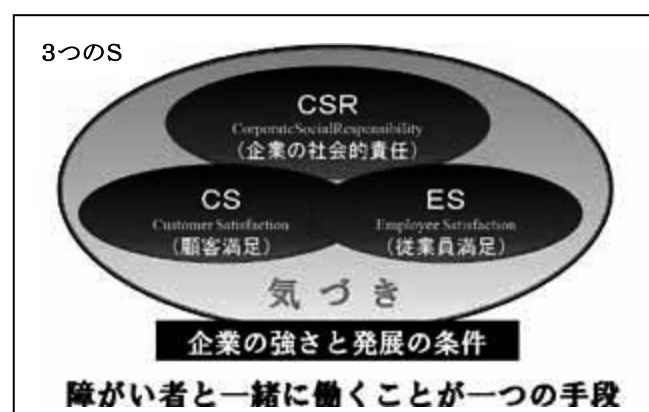 3つのS
CSR
CorporateSocialResponsibility
（企業の社会的責任）
CS
Customer Satisfaction
（顧客満足）
ES
Employee Satisfaction
（従業員満足）
気づき
企業の強さと発展の条件
障がい者と一緒に働くことが一つの手段